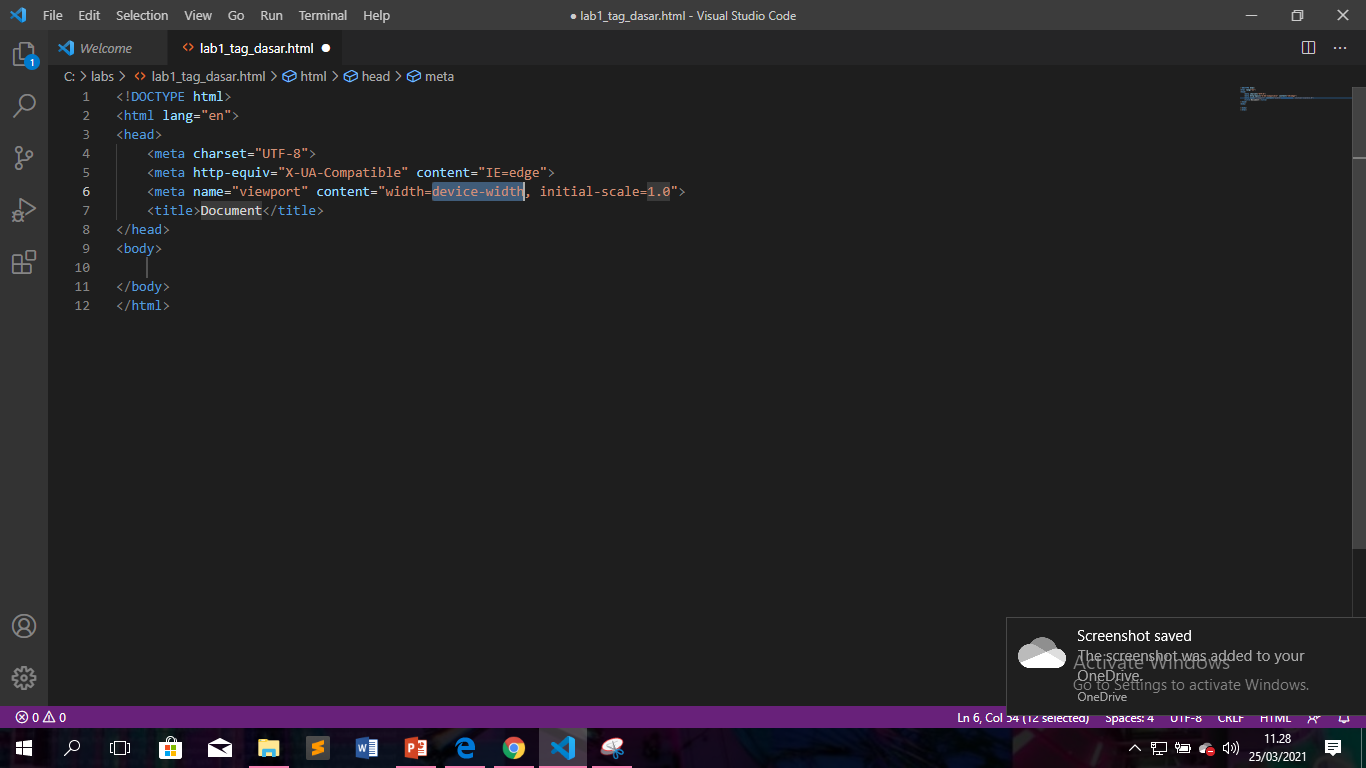 File Edit Selection View Go Run Terminal Help
● lab1_tag_dasar.html - Visual Studio Code
Welcome
lab1_tag_dasar.html ●
C: > labs > lab1_tag_dasar.html > html > head > meta
1 <!DOCTYPE html>
2 <html lang="en">
3 <head>
4 <meta charset="UTF-8">
5 <meta http-equiv="X-UA-Compatible" content="IE=edge">
6 <meta name="viewport" content="width=device-width, initial-scale=1.0">
7 <title>Document</title>
8 </head>
9 <body>
10
11 </body>
12 </html>
1
Screenshot saved
The screenshot was added to your
OneDrive.
OneDrive
Activate Windows
Go to Settings to activate Windows.
0 0
Ln 6, Col 54 (12 selected) Spaces: 4 UTF-8 CRLF HTML
11.28
25/03/2021